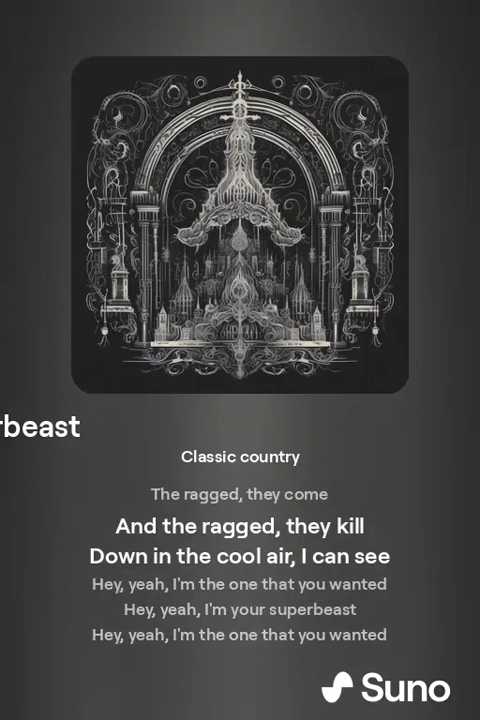 rbeast
Classic country
The ragged, they come
And the ragged, they kill
Down in the cool air, I can see
Hey, yeah, I'm the one that you wanted
Hey, yeah, I'm your superbeast
Hey, yeah, I'm the one that you wanted
Suno